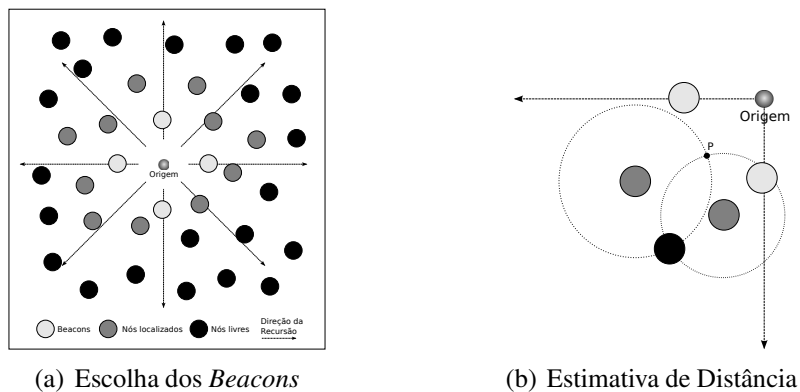 Origem
Beacons
Nós localizados
Nós livres
Direção da
Recursão
(a) Escolha dos Beacons
Origem
P
(b) Estimativa de Distância